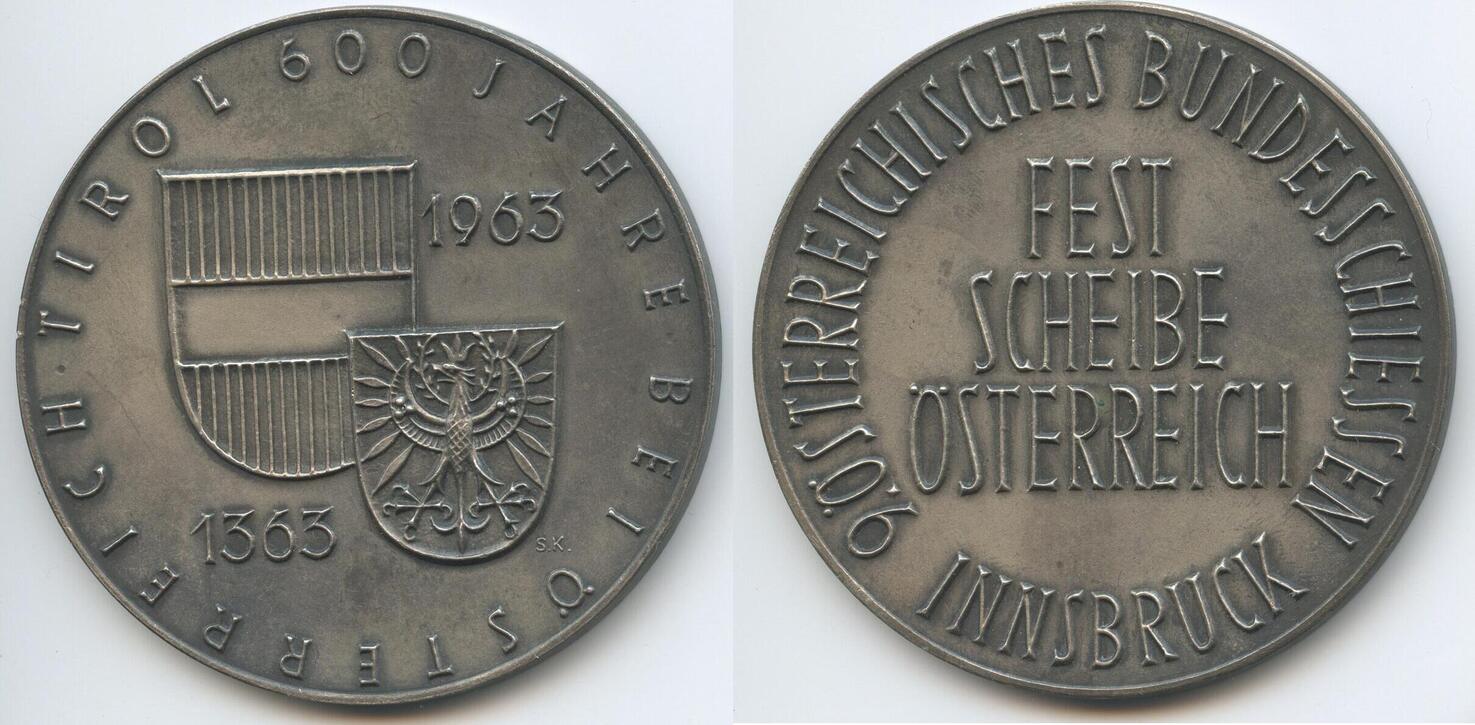 TIROL 600 JAHRE BEI ÖSTERREICH ·
1963
1363
S.K.
9. ÖSTERREICHISCHES BUNDESSCHIESSEN
FEST
SCHEIBE
ÖSTERREICH
INNSBRUCK